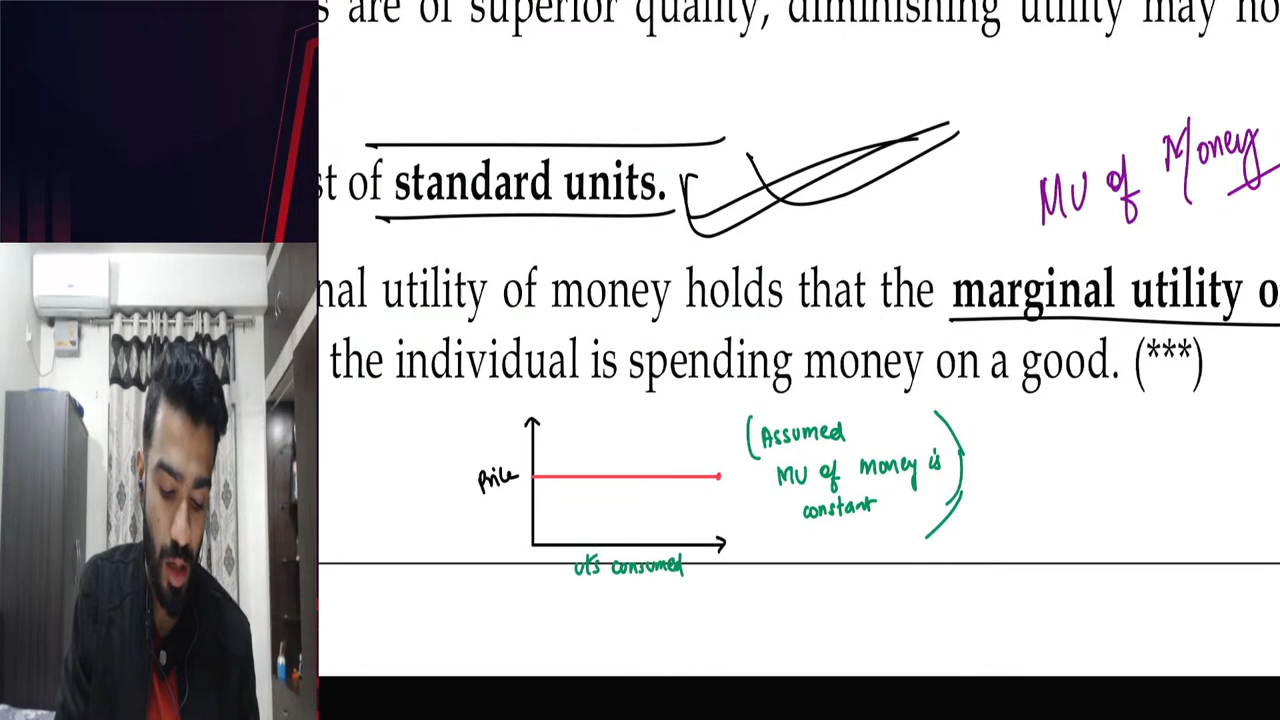 s are of superior quality, diminishing utility may no
st of standard units.
MU of Money
nal utility of money holds that the marginal utility o
the individual is spending money on a good. (***)
(Assumed
MU of money is
constant)
Price
uts consumed